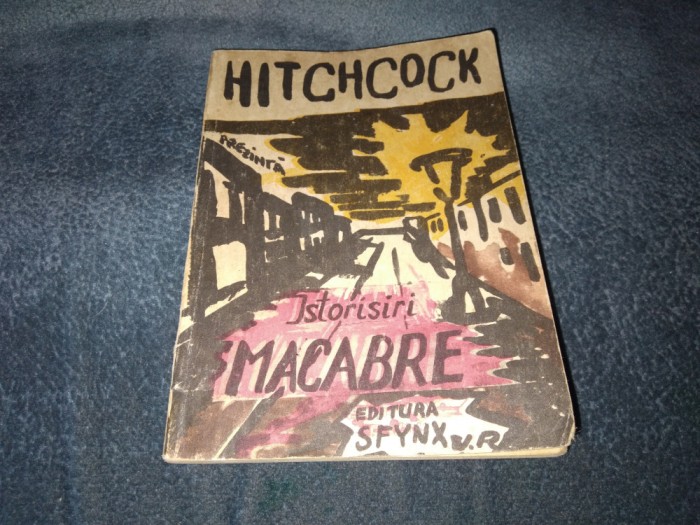 HITCHCOCK
PREZINTĂ
Istorisiri
MACABRE
EDITURA
SFYNX V.R